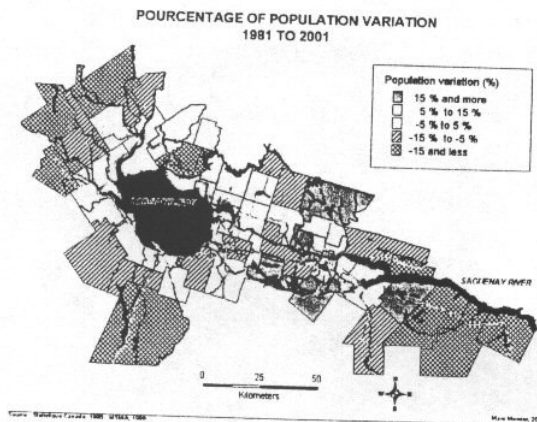 POURCENTAGE OF POPULATION VARIATION
1981 TO 2001
Population variation (%)
15 % and more
5 % to 15 %
-5 % to 5 %
-15 % to -5 %
-15 and less
SAGUENAY RIVER
0 25 50
Kilometers